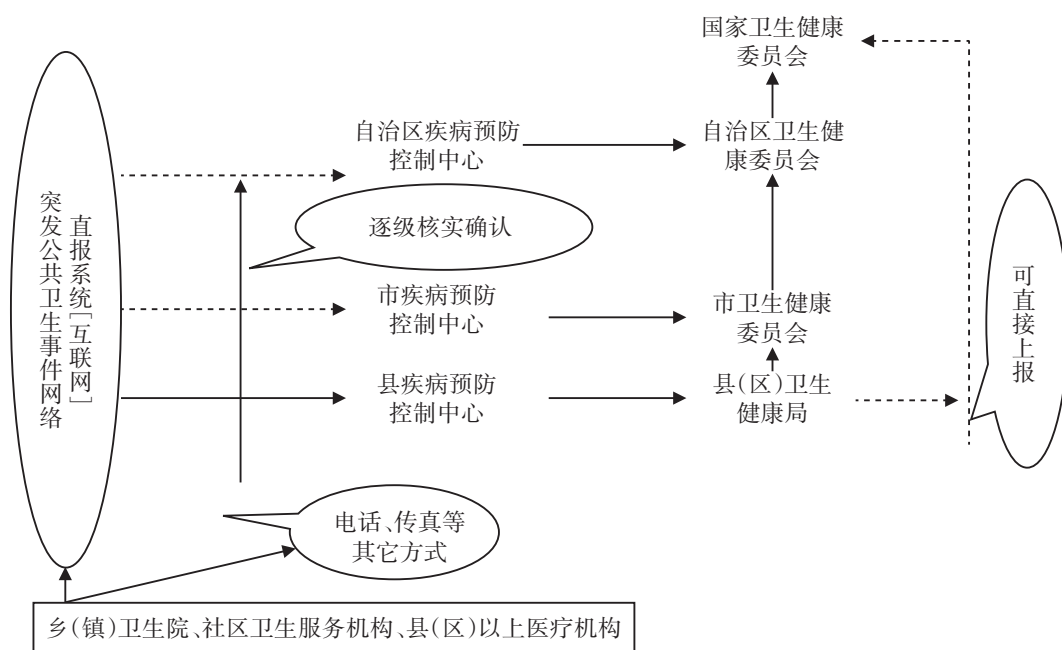 国家卫生健康
委员会
自治区疾病预防
控制中心
自治区卫生健
康委员会
突发公共卫生事件网络
直报系统[互联网]
逐级核实确认
市疾病预防
控制中心
市卫生健康
委员会
可直接上报
县疾病预防
控制中心
县(区)卫生
健康局
电话、传真等
其它方式
乡(镇)卫生院、社区卫生服务机构、县(区)以上医疗机构